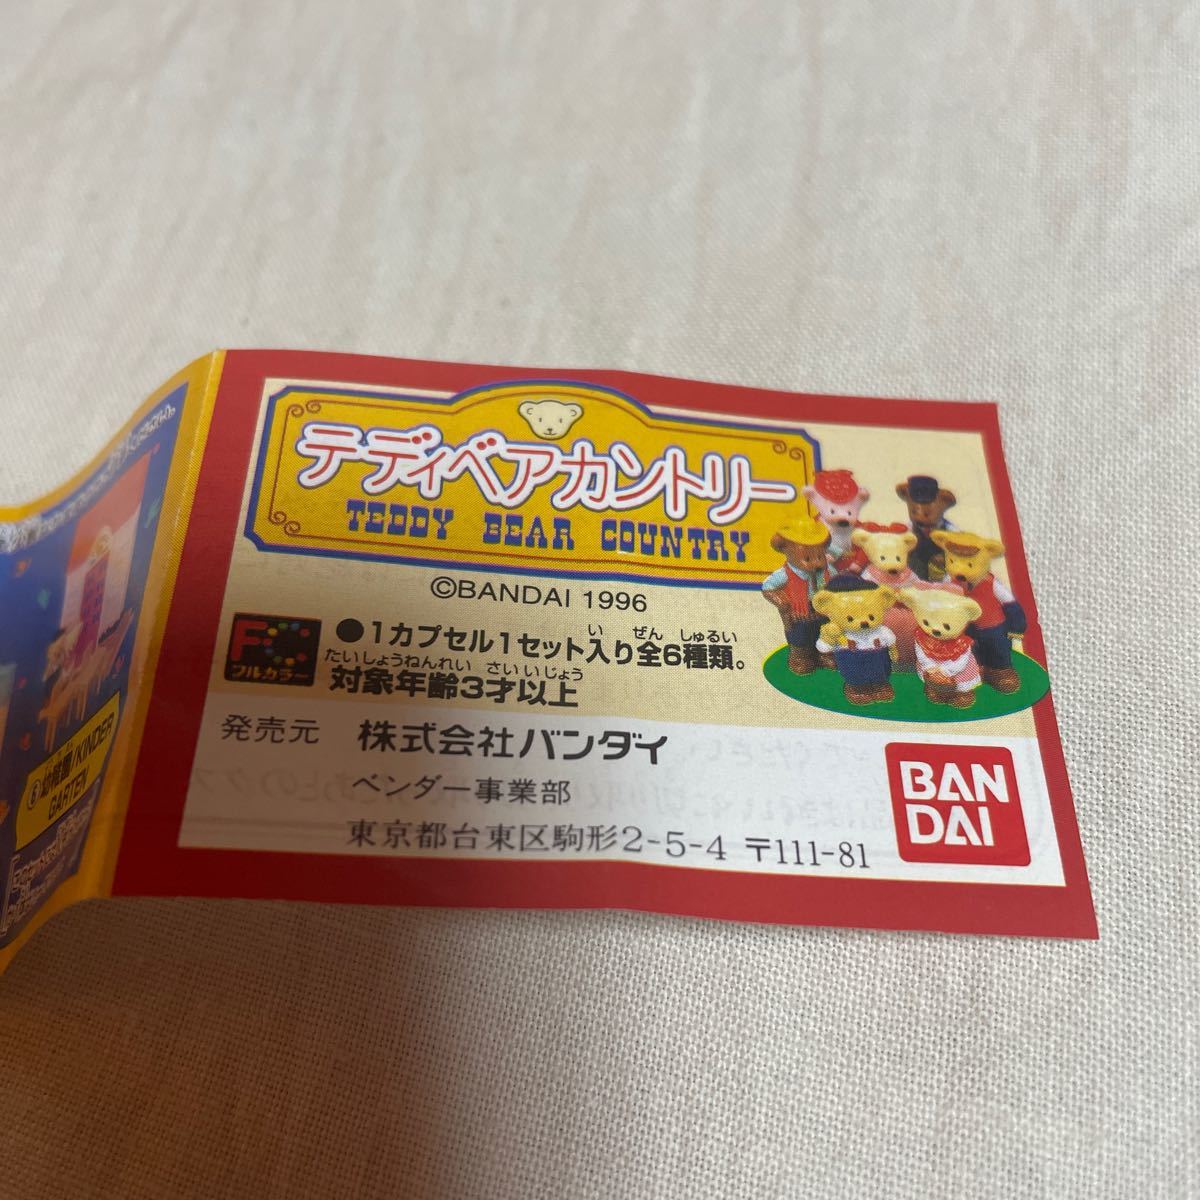 テディベアカントリー
TEDDY BEAR COUNTRY
©BANDAI 1996
F
フルカラー
●1カプセル1セット入り全6種類。
い ぜん しゅるい
たいしょうねんれい さい いじょう
対象年齢3才以上
発売元 株式会社バンダイ
ベンダー事業部
東京都台東区駒形2-5-4 〒111-81
BAN
DAI
⑥幼稚園/KINDER
GARTEN